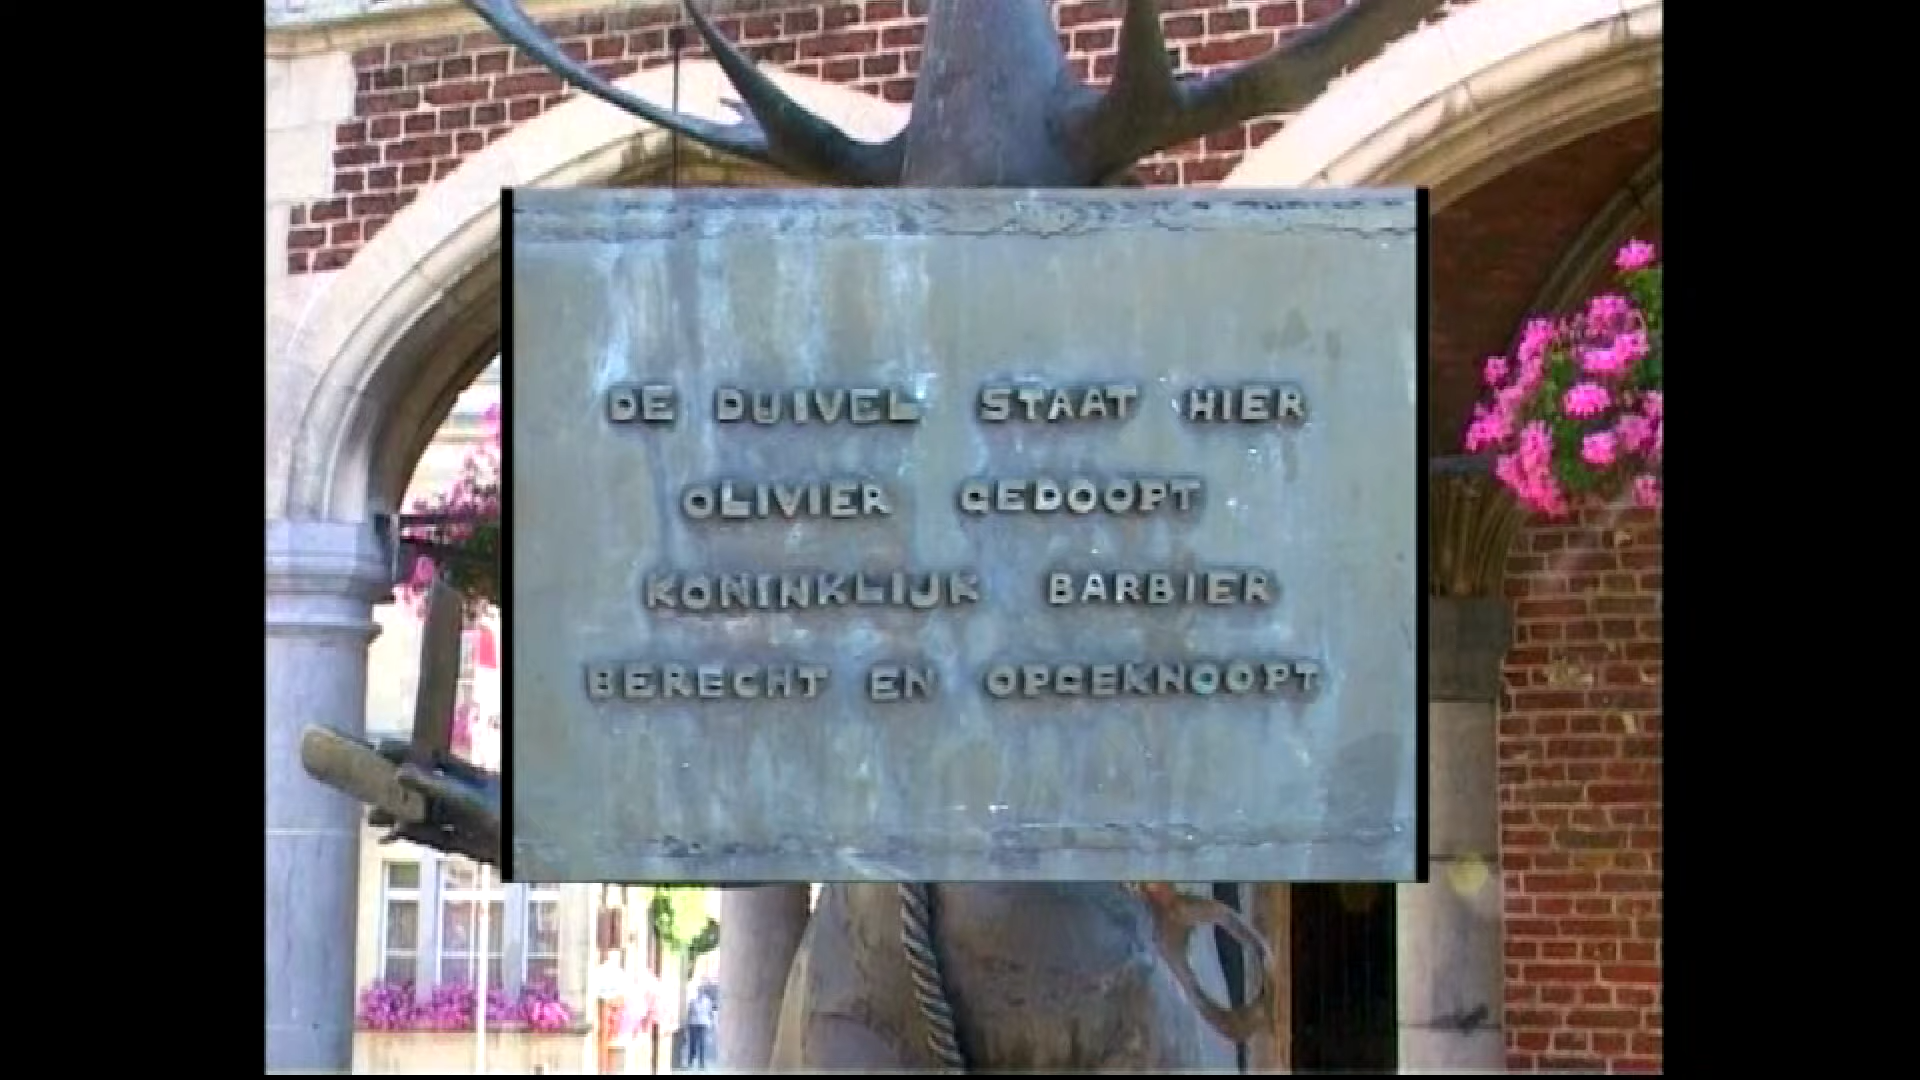 DE DUIVEL STAAT HIER
OLIVIER GEDOOPT
KONINKLIJK BARBIER
BERECHT EN OPGEKNOOPT